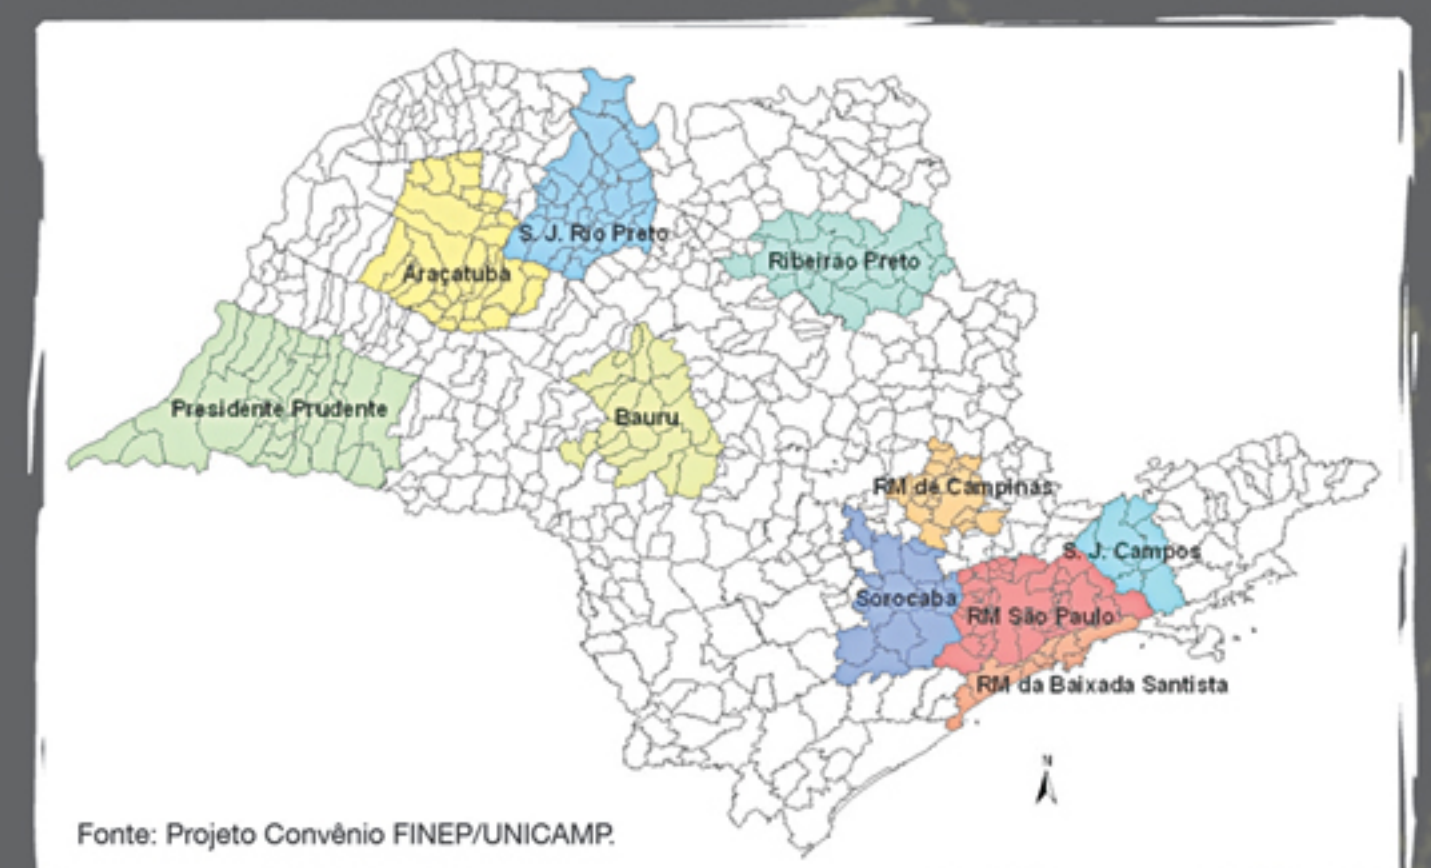 S. J. Rio Preto
Araçatuba
Ribeirão Preto
Presidente Prudente
Bauru
RM de Campinas
S. J. Campos
Sorocaba
RM São Paulo
RM da Baixada Santista
N
Fonte: Projeto Convênio FINEP/UNICAMP.